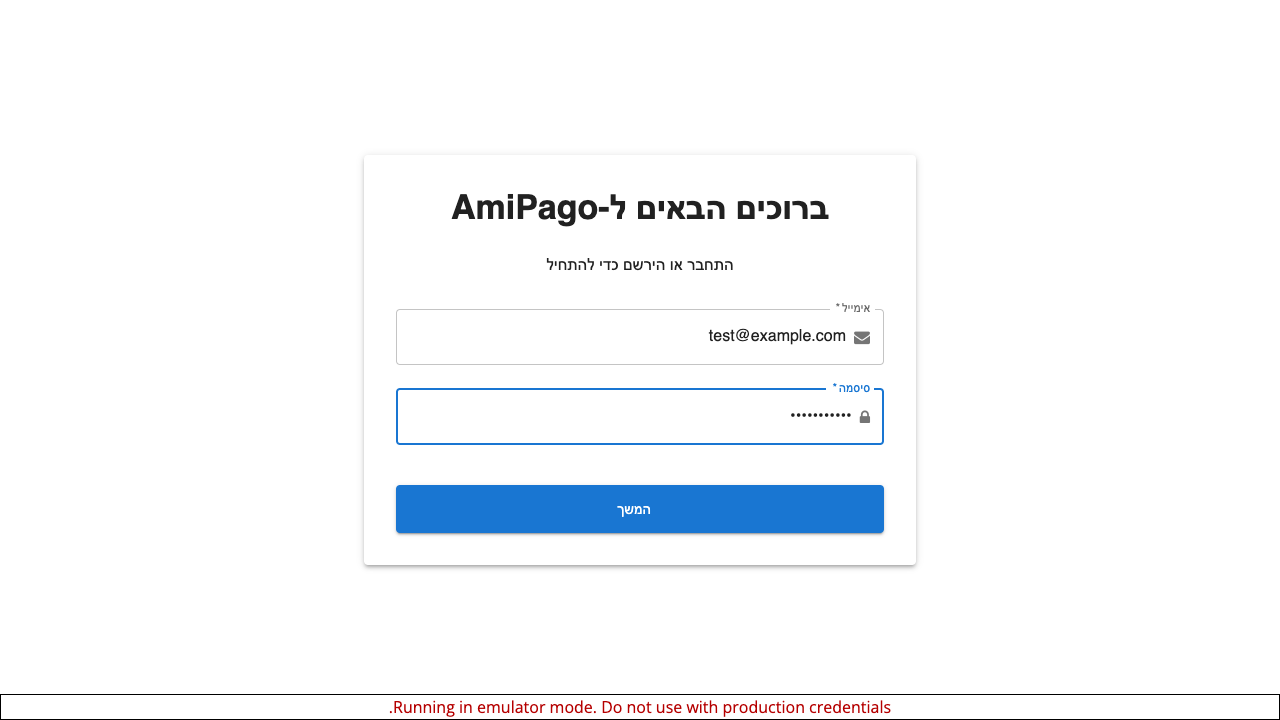 ברוכים הבאים ל-AmiPago
התחבר או הירשם כדי להתחיל
אימייל *
test@example.com
סיסמה *
•••••••••••
המשך
Running in emulator mode. Do not use with production credentials.